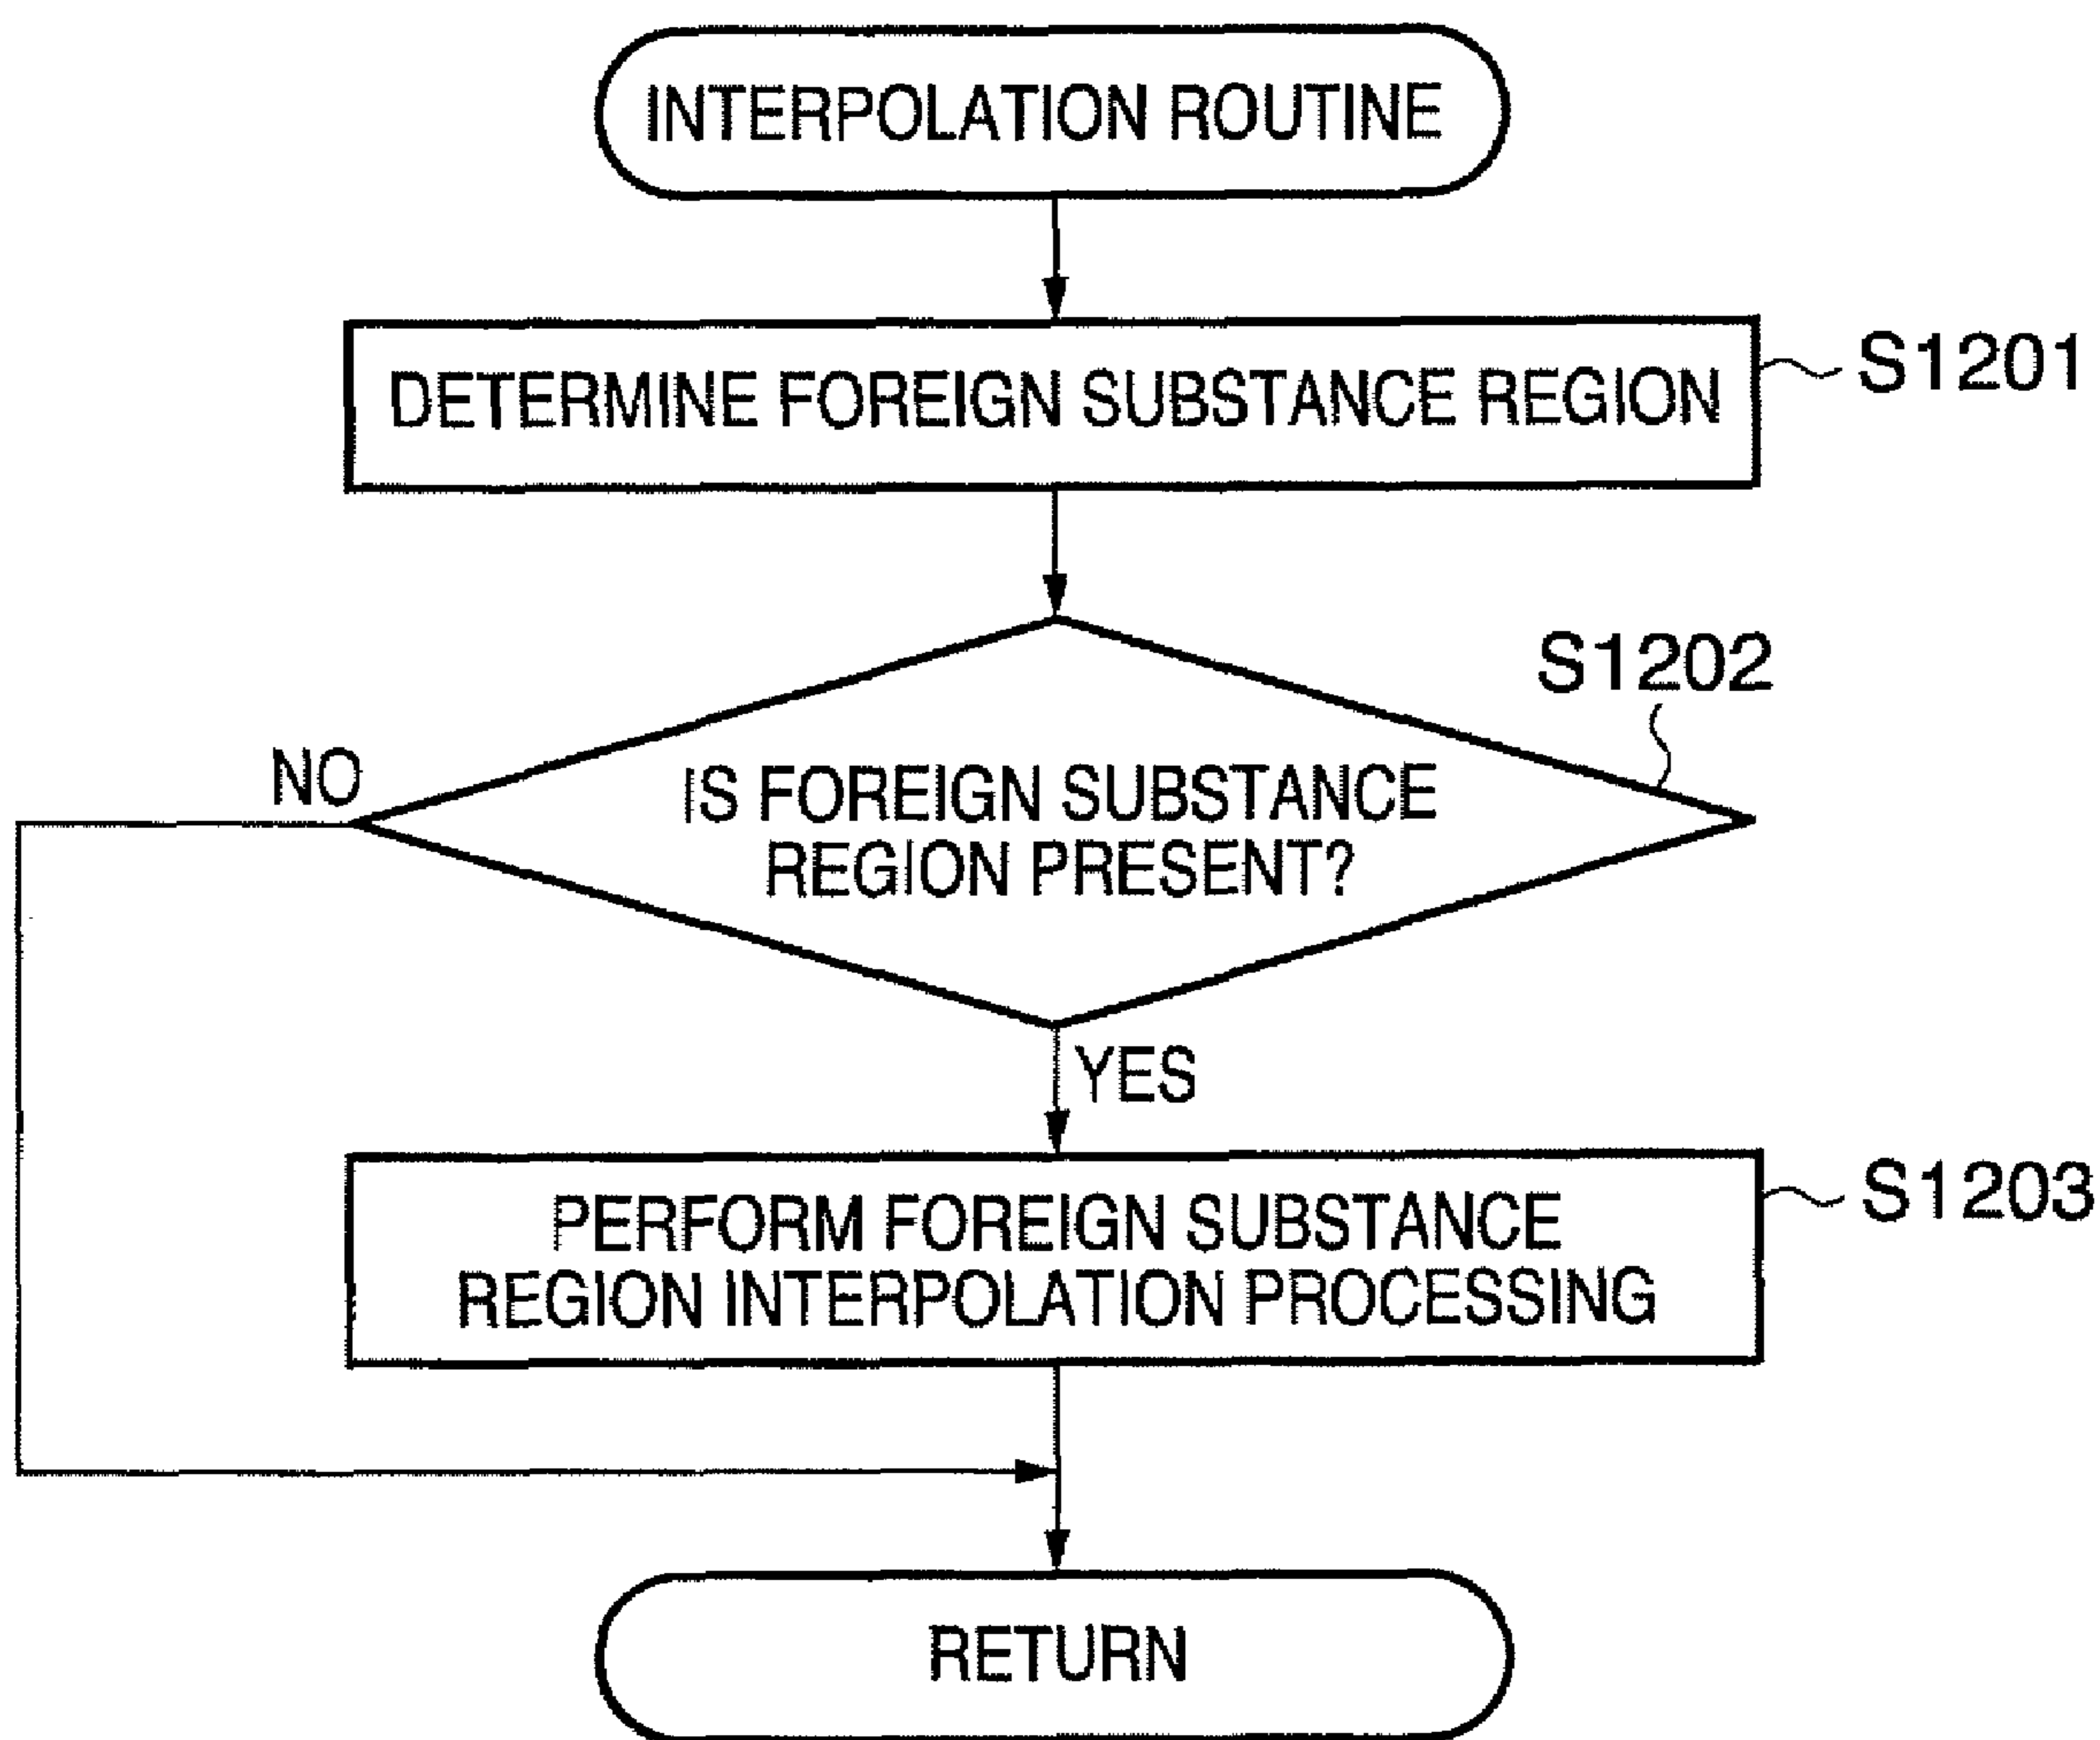 INTERPOLATION ROUTINE
DETERMINE FOREIGN SUBSTANCE REGION
S1201
S1202
NO
IS FOREIGN SUBSTANCE
REGION PRESENT?
YES
PERFORM FOREIGN SUBSTANCE
REGION INTERPOLATION PROCESSING
S1203
RETURN